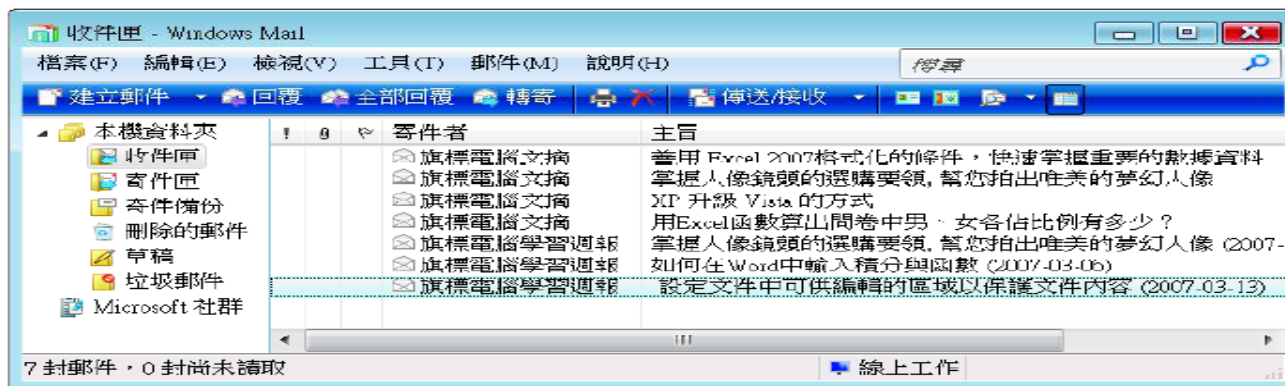 收件匣 - Windows Mail
檔案(F) 編輯(E) 檢視(V) 工具(T) 郵件(M) 說明(H) 搜尋
建立郵件 回覆 全部回覆 轉寄 傳送/接收
本機資料夾 寄件者 主旨
收件匣 旗標電腦文摘 善用 Excel 2007格式化的條件,快速掌握重要的數據資料
寄件匣 旗標電腦文摘 掌握人像鏡頭的選購要領, 幫您拍出唯美的夢幻人像
寄件備份 旗標電腦文摘 XP 升級 Vista 的方式
刪除的郵件 旗標電腦文摘 用Excel函數算出問卷中男、女各佔比例有多少?
草稿 旗標電腦學習週報 掌握人像鏡頭的選購要領, 幫您拍出唯美的夢幻人像 (2007-
垃圾郵件 旗標電腦學習週報 如何在Word中輸入積分與函數 (2007-03-06)
旗標電腦學習週報 設定文件中可供編輯的區域以保護文件內容 (2007-03-13)
Microsoft 社群
7 封郵件,0 封尚未讀取 線上工作